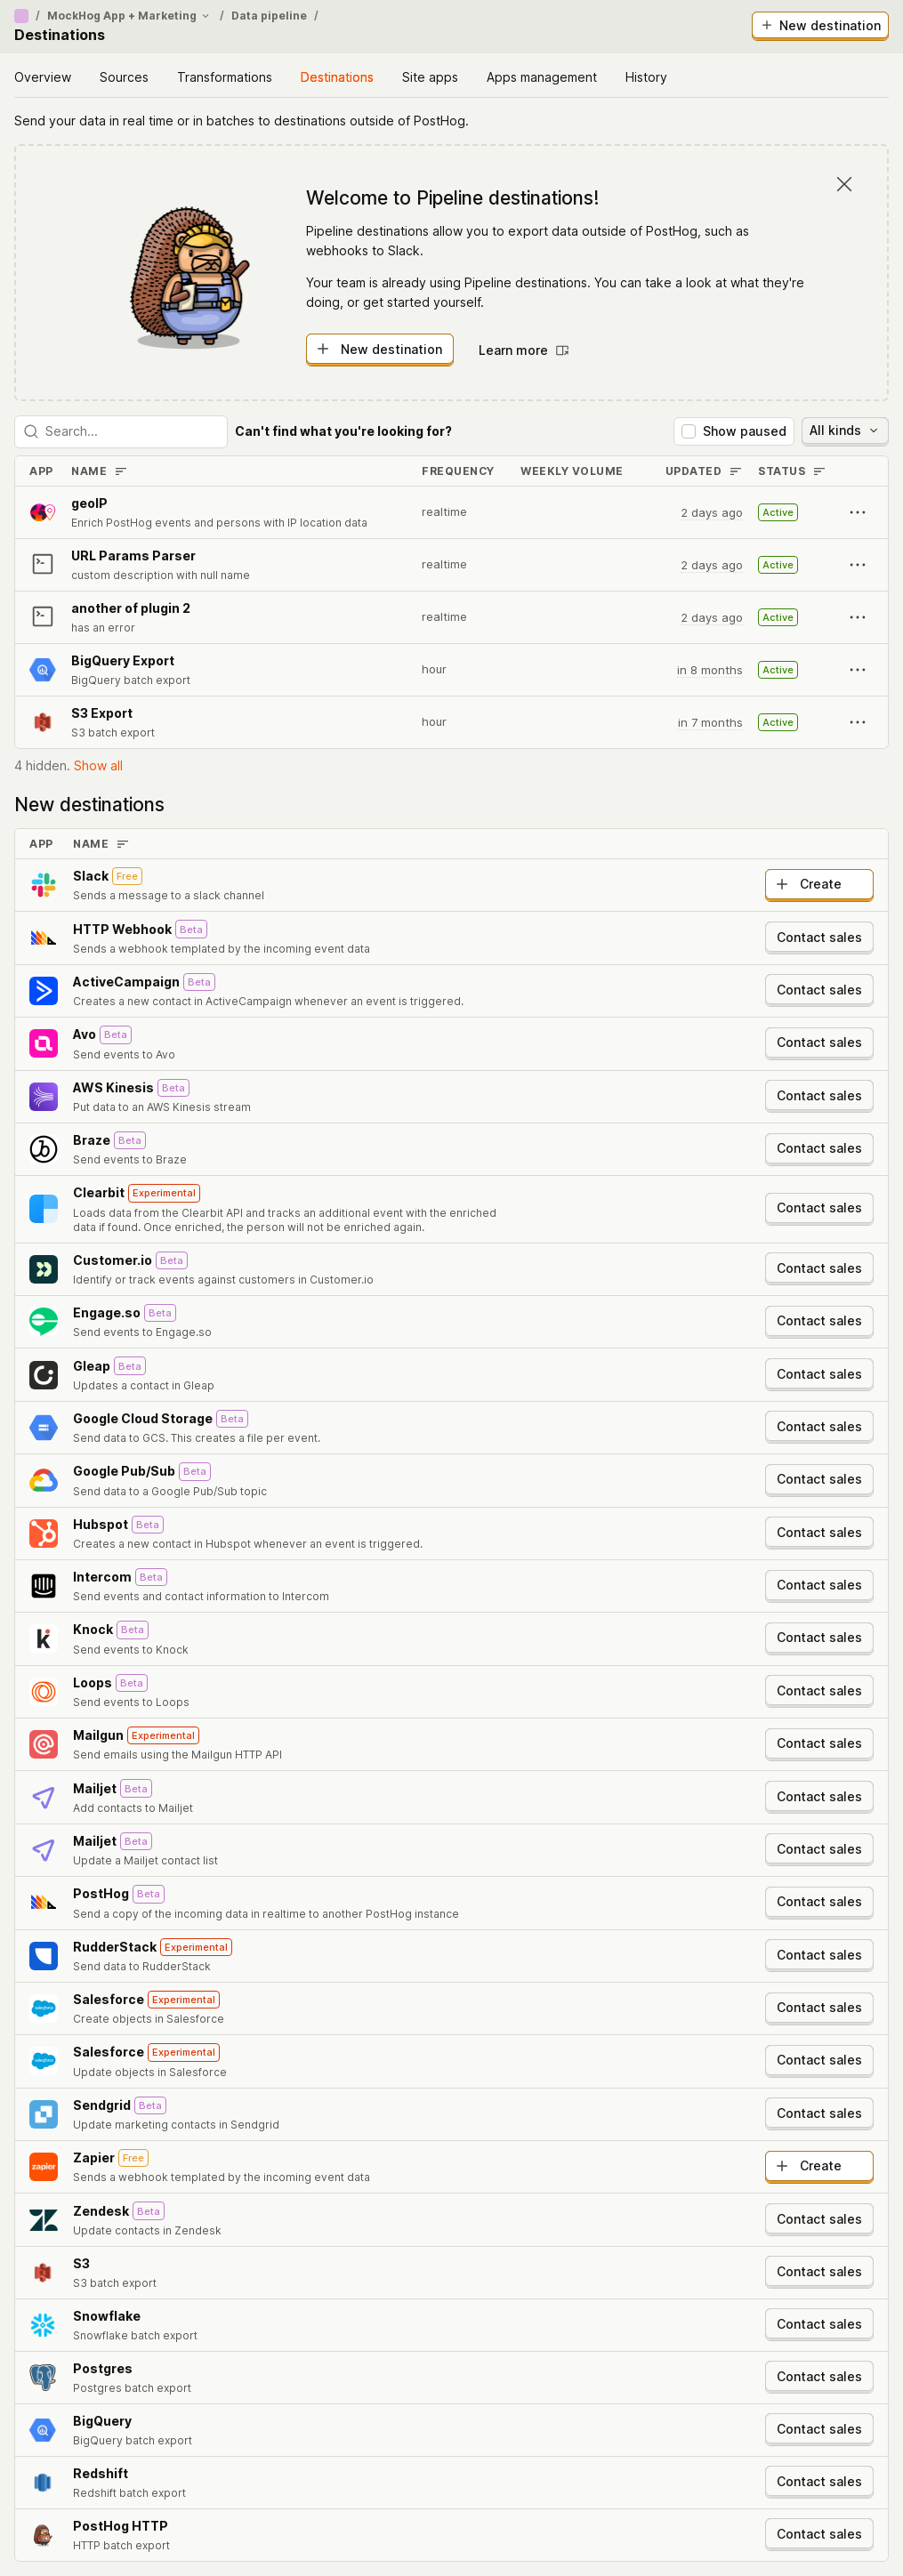 / MockHog App + Marketing / Data pipeline /
Destinations
New destination
Overview Sources Transformations Destinations Site apps Apps management History
Send your data in real time or in batches to destinations outside of PostHog.
Welcome to Pipeline destinations!
Pipeline destinations allow you to export data outside of PostHog, such as
webhooks to Slack.
Your team is already using Pipeline destinations. You can take a look at what they're
doing, or get started yourself.
New destination Learn more
Search... Can't find what you're looking for? Show paused All kinds
APP NAME FREQUENCY WEEKLY VOLUME UPDATED STATUS
geoIP
Enrich PostHog events and persons with IP location data
realtime 2 days ago Active
URL Params Parser
custom description with null name
realtime 2 days ago Active
another of plugin 2
has an error
realtime 2 days ago Active
BigQuery Export
BigQuery batch export
hour in 8 months Active
S3 Export
S3 batch export
hour in 7 months Active
4 hidden. Show all
New destinations
APP NAME
Slack Free
Sends a message to a slack channel
Create
HTTP Webhook Beta
Sends a webhook templated by the incoming event data
Contact sales
ActiveCampaign Beta
Creates a new contact in ActiveCampaign whenever an event is triggered.
Contact sales
Avo Beta
Send events to Avo
Contact sales
AWS Kinesis Beta
Put data to an AWS Kinesis stream
Contact sales
Braze Beta
Send events to Braze
Contact sales
Clearbit Experimental
Loads data from the Clearbit API and tracks an additional event with the enriched
data if found. Once enriched, the person will not be enriched again.
Contact sales
Customer.io Beta
Identify or track events against customers in Customer.io
Contact sales
Engage.so Beta
Send events to Engage.so
Contact sales
Gleap Beta
Updates a contact in Gleap
Contact sales
Google Cloud Storage Beta
Send data to GCS. This creates a file per event.
Contact sales
Google Pub/Sub Beta
Send data to a Google Pub/Sub topic
Contact sales
Hubspot Beta
Creates a new contact in Hubspot whenever an event is triggered.
Contact sales
Intercom Beta
Send events and contact information to Intercom
Contact sales
Knock Beta
Send events to Knock
Contact sales
Loops Beta
Send events to Loops
Contact sales
Mailgun Experimental
Send emails using the Mailgun HTTP API
Contact sales
Mailjet Beta
Add contacts to Mailjet
Contact sales
Mailjet Beta
Update a Mailjet contact list
Contact sales
PostHog Beta
Send a copy of the incoming data in realtime to another PostHog instance
Contact sales
RudderStack Experimental
Send data to RudderStack
Contact sales
Salesforce Experimental
Create objects in Salesforce
salesforce
Contact sales
Salesforce Experimental
Update objects in Salesforce
salesforce
Contact sales
Sendgrid Beta
Update marketing contacts in Sendgrid
Contact sales
Zapier Free
Sends a webhook templated by the incoming event data
zapier
Create
Zendesk Beta
Update contacts in Zendesk
Contact sales
S3
S3 batch export
Contact sales
Snowflake
Snowflake batch export
Contact sales
Postgres
Postgres batch export
Contact sales
BigQuery
BigQuery batch export
Contact sales
Redshift
Redshift batch export
Contact sales
PostHog HTTP
HTTP batch export
Contact sales